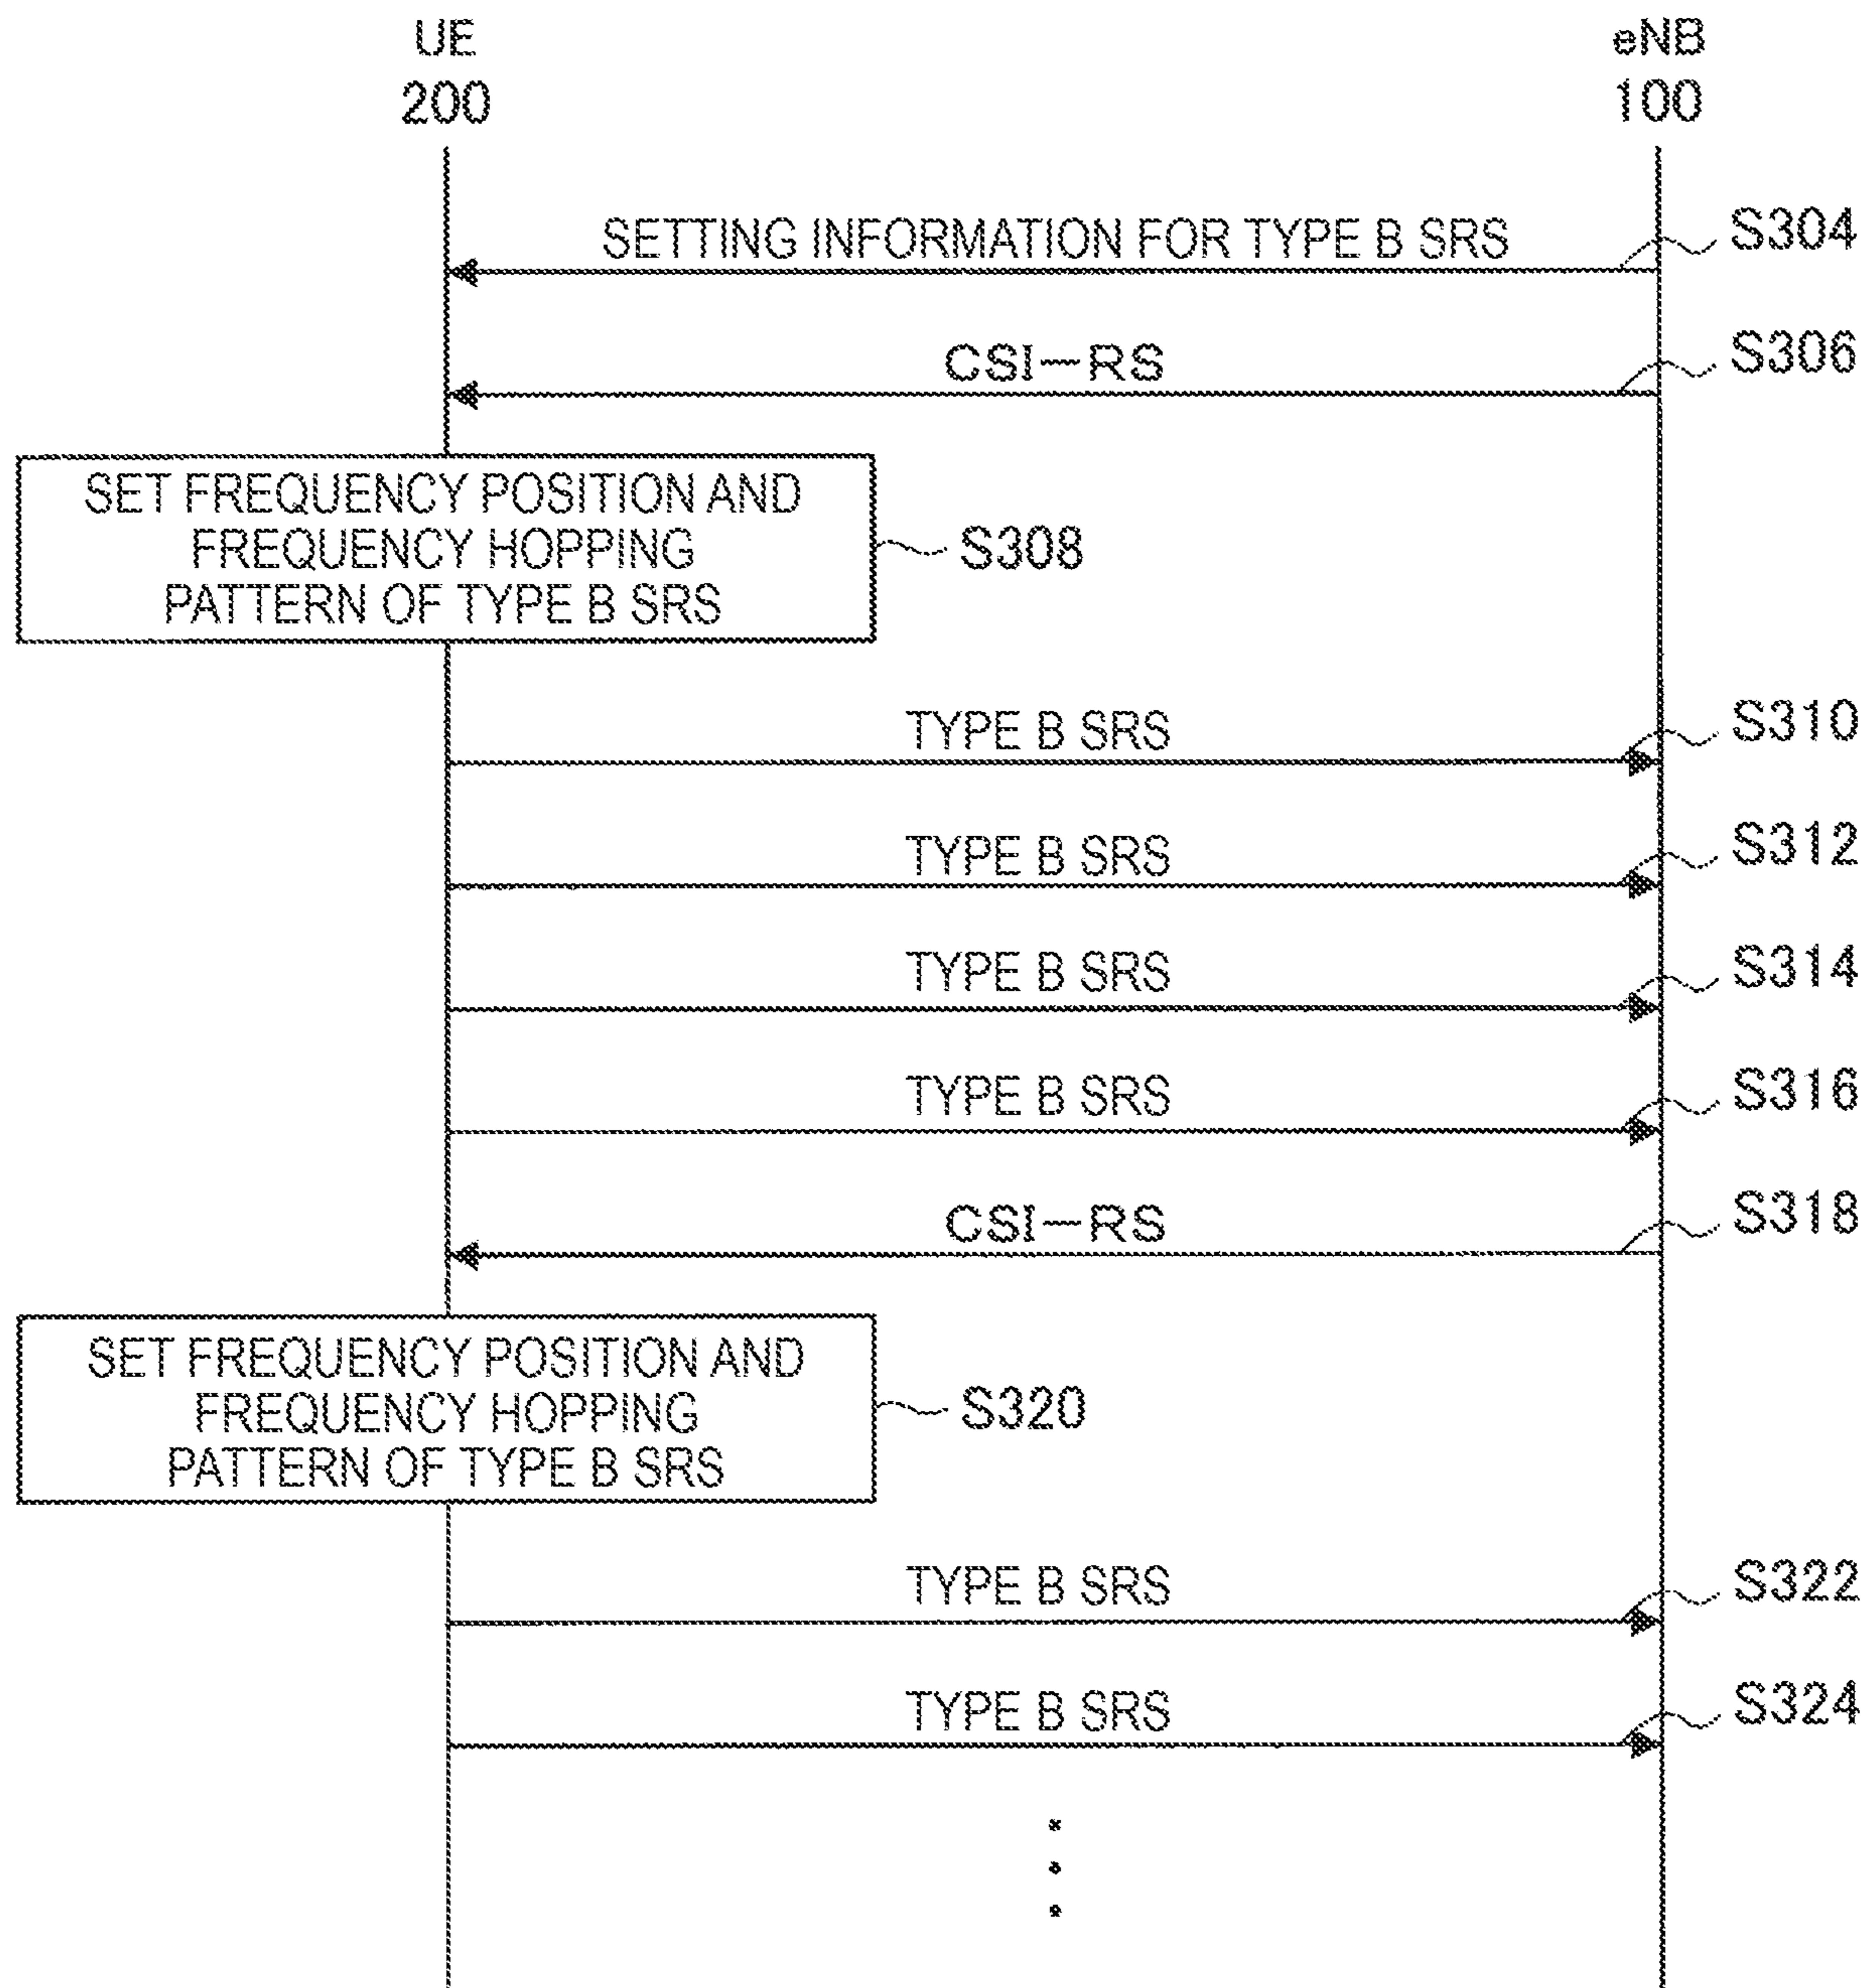 UE
200
eNB
100
SETTING INFORMATION FOR TYPE B SRS
S304
CSI-RS
S306
SET FREQUENCY POSITION AND
FREQUENCY HOPPING
PATTERN OF TYPE B SRS
S308
TYPE B SRS
S310
TYPE B SRS
S312
TYPE B SRS
S314
TYPE B SRS
S316
CSI-RS
S318
SET FREQUENCY POSITION AND
FREQUENCY HOPPING
PATTERN OF TYPE B SRS
S320
TYPE B SRS
S322
TYPE B SRS
S324